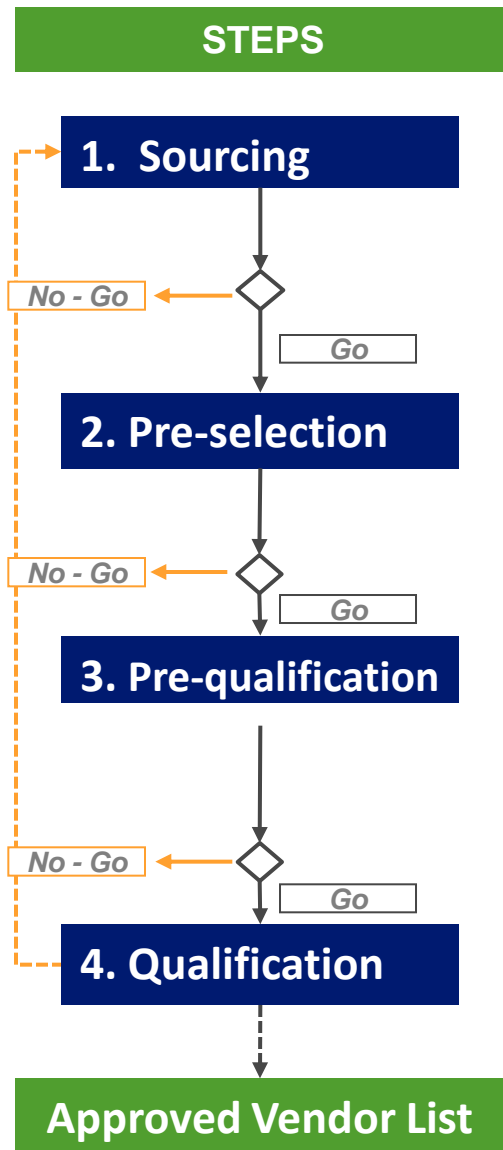 STEPS
1. Sourcing
No - Go
Go
2. Pre-selection
No - Go
Go
3. Pre-qualification
No - Go
Go
4. Qualification
Approved Vendor List